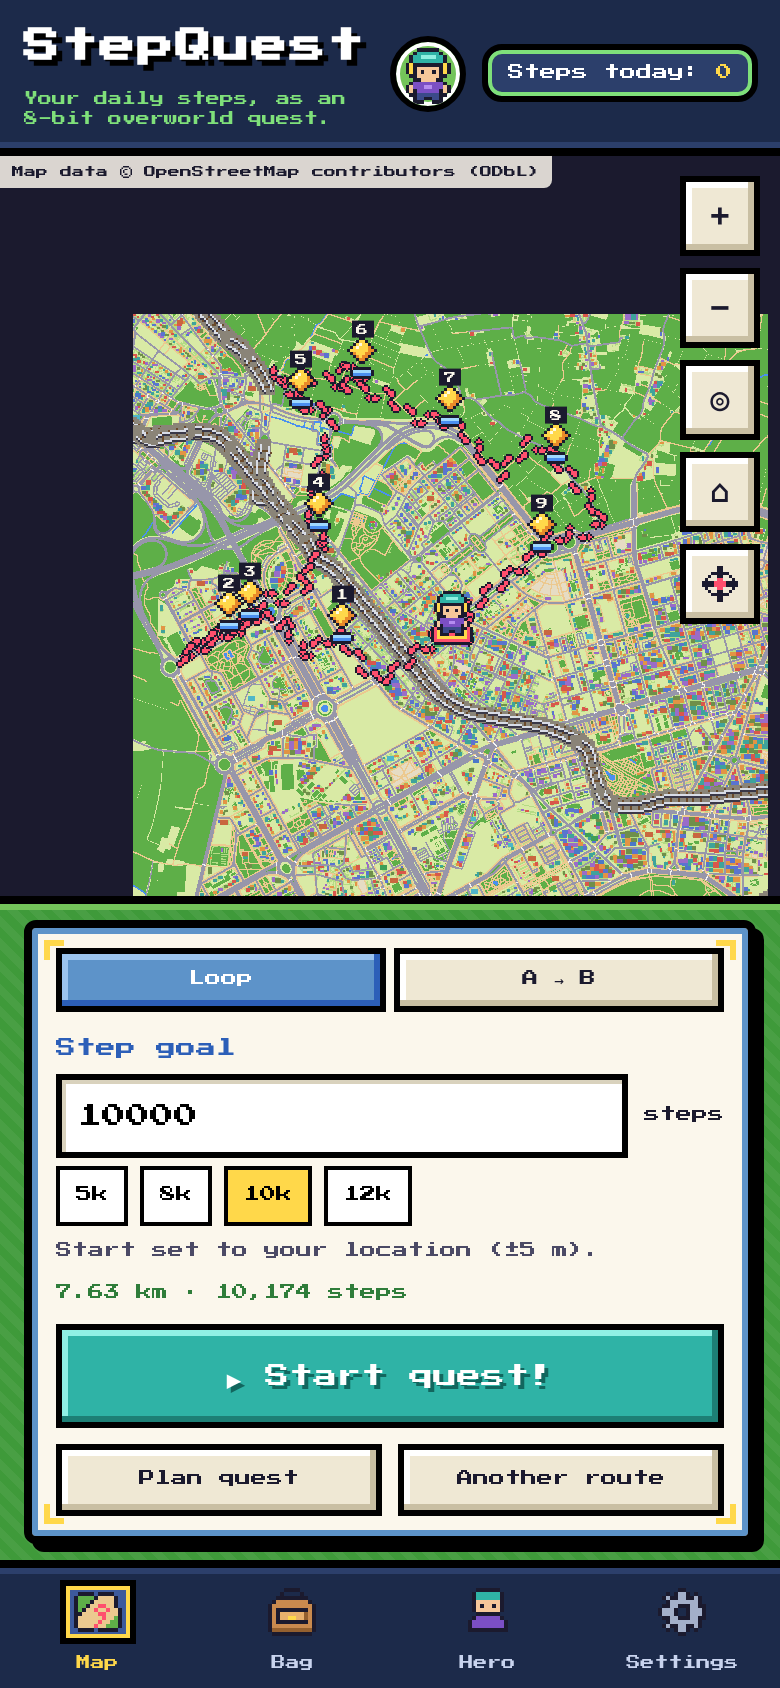 StepQuest
Your daily steps, as an
8-bit overworld quest.
Steps today: 0
Map data © OpenStreetMap contributors (ODbL)
+
−
◎
⌂
6
5
7
8
4
9
3
2
1
Loop
A → B
Step goal
10000
steps
5k
8k
10k
12k
Start set to your location (±5 m).
7.63 km · 10,174 steps
▶ Start quest!
Plan quest
Another route
Map
Bag
Hero
Settings